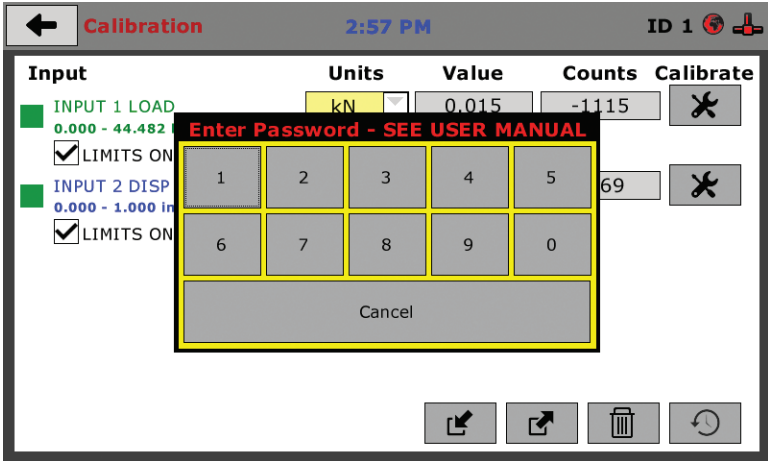 Calibration 2:57 PM ID 1
Input Units Value Counts Calibrate
INPUT 1 LOAD kN 0.015 -1115
0.000 - 44.482
Enter Password - SEE USER MANUAL
LIMITS ON
1 2 3 4 5
INPUT 2 DISP 69
0.000 - 1.000 in
LIMITS ON
6 7 8 9 0
Cancel